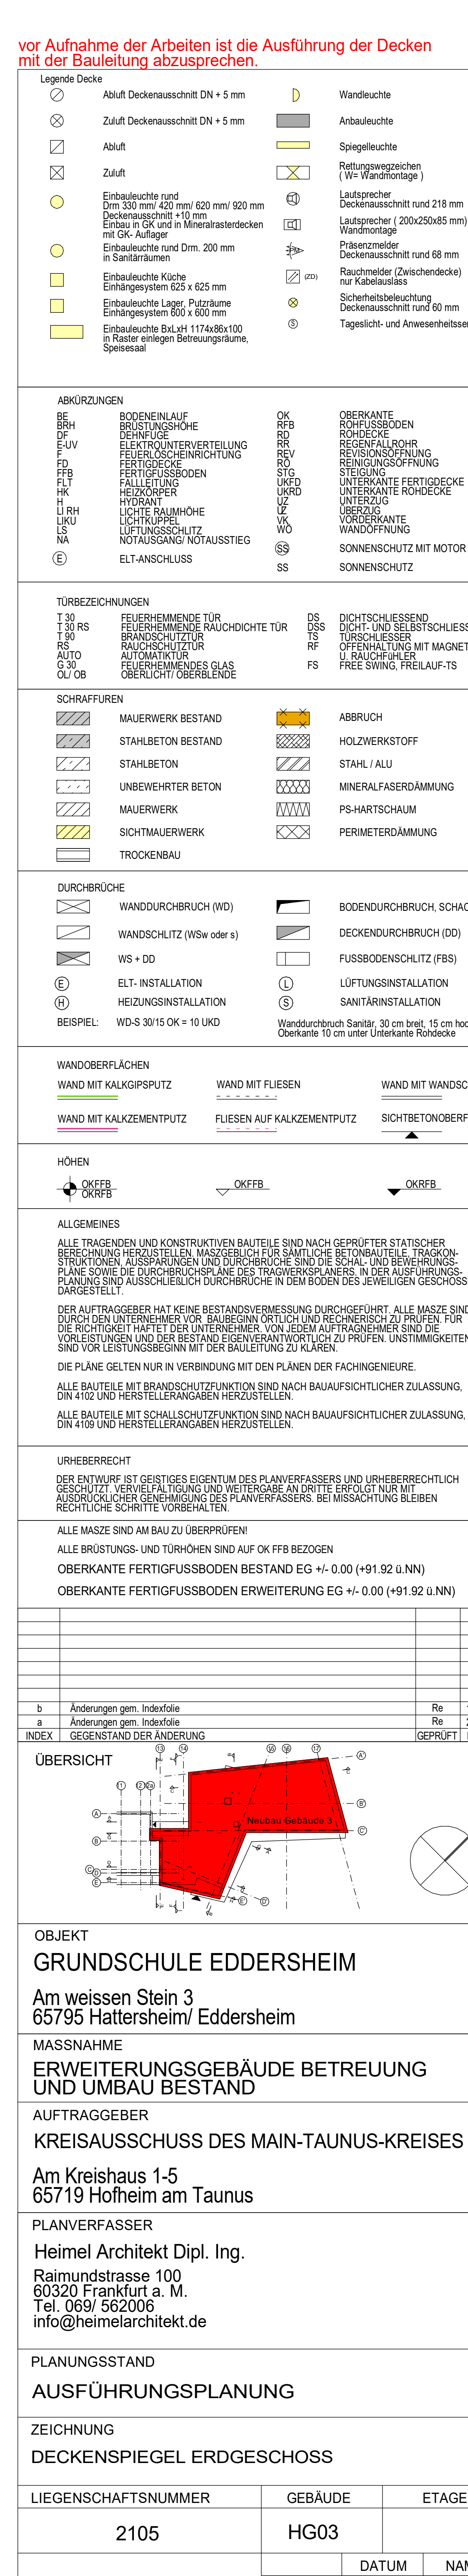 vor Aufnahme der Arbeiten ist die Ausführung der Decken
mit der Bauleitung abzusprechen.
Legende Decke
Abluft Deckenausschnitt DN + 5 mm
Wandleuchte
Zuluft Deckenausschnitt DN + 5 mm
Anbauleuchte
Abluft
Spiegelleuchte
Zuluft
Rettungswegzeichen
( W= Wandmontage )
Einbauleuchte rund
Drm 330 mm/ 420 mm/ 620 mm/ 920 mm
Deckenausschnitt +10 mm
Einbau in GK und in Mineralrasterdecken
mit GK- Auflager
Lautsprecher
Deckenausschnitt rund 218 mm
Lautsprecher ( 200x250x85 mm)
Wandmontage
Einbauleuchte rund Drm. 200 mm
in Sanitärräumen
PM
Präsenzmelder
Deckenausschnitt rund 68 mm
Einbauleuchte Küche
Einhängesystem 625 x 625 mm
(ZD)
Rauchmelder (Zwischendecke)
nur Kabelauslass
Einbauleuchte Lager, Putzräume
Einhängesystem 600 x 600 mm
Sicherheitsbeleuchtung
Deckenausschnitt rund 60 mm
Einbauleuchte BxLxH 1174x86x100
in Raster einlegen Betreuungsräume,
Speisesaal
S
Tageslicht- und Anwesenheitsse
ABKÜRZUNGEN
BE BODENEINLAUF OK OBERKANTE
BRH BRÜSTUNGSHÖHE RFB ROHFUSSBODEN
DF DEHNFUGE RD ROHDECKE
E-UV ELEKTROUNTERVERTEILUNG RR REGENFALLROHR
F FEUERLÖSCHEINRICHTUNG REV REVISIONSÖFFNUNG
FD FERTIGDECKE RÖ REINIGUNGSÖFFNUNG
FFB FERTIGFUSSBODEN STG STEIGUNG
FLT FALLLEITUNG UKFD UNTERKANTE FERTIGDECKE
HK HEIZKÖRPER UKRD UNTERKANTE ROHDECKE
H HYDRANT UZ UNTERZUG
LI RH LICHTE RAUMHÖHE ÜZ ÜBERZUG
LIKU LICHTKUPPEL VK VORDERKANTE
LS LÜFTUNGSSCHLITZ WÖ WANDÖFFNUNG
NA NOTAUSGANG/ NOTAUSSTIEG
SS SONNENSCHUTZ MIT MOTOR
E ELT-ANSCHLUSS
SS SONNENSCHUTZ
TÜRBEZEICHNUNGEN
T 30 FEUERHEMMENDE TÜR DS DICHTSCHLIESSEND
T 30 RS FEUERHEMMENDE RAUCHDICHTE TÜR DSS DICHT- UND SELBSTSCHLIESS
T 90 BRANDSCHUTZTÜR TS TÜRSCHLIESSER
RS RAUCHSCHUTZTÜR RF OFFENHALTUNG MIT MAGNET
AUTO AUTOMATIKTÜR U. RAUCHFüHLER
G 30 FEUERHEMMENDES GLAS FS FREE SWING, FREILAUF-TS
OL/ OB OBERLICHT/ OBERBLENDE
SCHRAFFUREN
MAUERWERK BESTAND ABBRUCH
STAHLBETON BESTAND HOLZWERKSTOFF
STAHLBETON STAHL / ALU
UNBEWEHRTER BETON MINERALFASERDÄMMUNG
MAUERWERK PS-HARTSCHAUM
SICHTMAUERWERK PERIMETERDÄMMUNG
TROCKENBAU
DURCHBRÜCHE
WANDDURCHBRUCH (WD) BODENDURCHBRUCH, SCHAC
WANDSCHLITZ (WSw oder s) DECKENDURCHBRUCH (DD)
WS + DD FUSSBODENSCHLITZ (FBS)
E ELT- INSTALLATION L LÜFTUNGSINSTALLATION
H HEIZUNGSINSTALLATION S SANITÄRINSTALLATION
BEISPIEL: WD-S 30/15 OK = 10 UKD Wanddurchbruch Sanitär, 30 cm breit, 15 cm hoc
Oberkante 10 cm unter Unterkante Rohdecke
WANDOBERFLÄCHEN
WAND MIT KALKGIPSPUTZ WAND MIT FLIESEN WAND MIT WANDSC
WAND MIT KALKZEMENTPUTZ FLIESEN AUF KALKZEMENTPUTZ SICHTBETONOBERF
HÖHEN
OKFFB OKFFB OKRFB
OKRFB
ALLGEMEINES
ALLE TRAGENDEN UND KONSTRUKTIVEN BAUTEILE SIND NACH GEPRÜFTER STATISCHER
BERECHNUNG HERZUSTELLEN. MASZGEBLICH FÜR SÄMTLICHE BETONBAUTEILE, TRAGKON-
STRUKTIONEN, AUSSPARUNGEN UND DURCHBRÜCHE SIND DIE SCHAL- UND BEWEHRUNGS-
PLÄNE SOWIE DIE DURCHBRUCHSPLÄNE DES TRAGWERKSPLANERS. IN DER AUSFÜHRUNGS-
PLANUNG SIND AUSSCHLIEßLICH DURCHBRÜCHE IN DEM BODEN DES JEWEILIGEN GESCHOSS
DARGESTELLT.
DER AUFTRAGGEBER HAT KEINE BESTANDSVERMESSUNG DURCHGEFÜHRT. ALLE MASZE SIND
DURCH DEN UNTERNEHMER VOR BAUBEGINN ÖRTLICH UND RECHNERISCH ZU PRÜFEN. FÜR
DIE RICHTIGKEIT HAFTET DER UNTERNEHMER. VON JEDEM AUFTRAGNEHMER SIND DIE
VORLEISTUNGEN UND DER BESTAND EIGENVERANTWORTLICH ZU PRÜFEN. UNSTIMMIGKEITEN
SIND VOR LEISTUNGSBEGINN MIT DER BAULEITUNG ZU KLÄREN.
DIE PLÄNE GELTEN NUR IN VERBINDUNG MIT DEN PLÄNEN DER FACHINGENIEURE.
ALLE BAUTEILE MIT BRANDSCHUTZFUNKTION SIND NACH BAUAUFSICHTLICHER ZULASSUNG,
DIN 4102 UND HERSTELLERANGABEN HERZUSTELLEN.
ALLE BAUTEILE MIT SCHALLSCHUTZFUNKTION SIND NACH BAUAUFSICHTLICHER ZULASSUNG,
DIN 4109 UND HERSTELLERANGABEN HERZUSTELLEN.
URHEBERRECHT
DER ENTWURF IST GEISTIGES EIGENTUM DES PLANVERFASSERS UND URHEBERRECHTLICH
GESCHÜTZT. VERVIELFÄLTIGUNG UND WEITERGABE AN DRITTE ERFOLGT NUR MIT
AUSDRÜCKLICHER GENEHMIGUNG DES PLANVERFASSERS. BEI MISSACHTUNG BLEIBEN
RECHTLICHE SCHRITTE VORBEHALTEN.
ALLE MASZE SIND AM BAU ZU ÜBERPRÜFEN!
ALLE BRÜSTUNGS- UND TÜRHÖHEN SIND AUF OK FFB BEZOGEN
OBERKANTE FERTIGFUSSBODEN BESTAND EG +/- 0.00 (+91.92 ü.NN)
OBERKANTE FERTIGFUSSBODEN ERWEITERUNG EG +/- 0.00 (+91.92 ü.NN)
b Änderungen gem. Indexfolie Re
a Änderungen gem. Indexfolie Re
INDEX GEGENSTAND DER ÄNDERUNG GEPRÜFT
ÜBERSICHT
13 14 15 16 17
A'
11 12 12a
B'
A
Neubau Gebäude 3
C'
B
C
D
E
E' D'
OBJEKT
GRUNDSCHULE EDDERSHEIM
Am weissen Stein 3
65795 Hattersheim/ Eddersheim
MASSNAHME
ERWEITERUNGSGEBÄUDE BETREUUNG
UND UMBAU BESTAND
AUFTRAGGEBER
KREISAUSSCHUSS DES MAIN-TAUNUS-KREISES
Am Kreishaus 1-5
65719 Hofheim am Taunus
PLANVERFASSER
Heimel Architekt Dipl. Ing.
Raimundstrasse 100
60320 Frankfurt a. M.
Tel. 069/ 562006
info@heimelarchitekt.de
PLANUNGSSTAND
AUSFÜHRUNGSPLANUNG
ZEICHNUNG
DECKENSPIEGEL ERDGESCHOSS
LIEGENSCHAFTSNUMMER GEBÄUDE ETAGE
2105 HG03
DATUM NAM